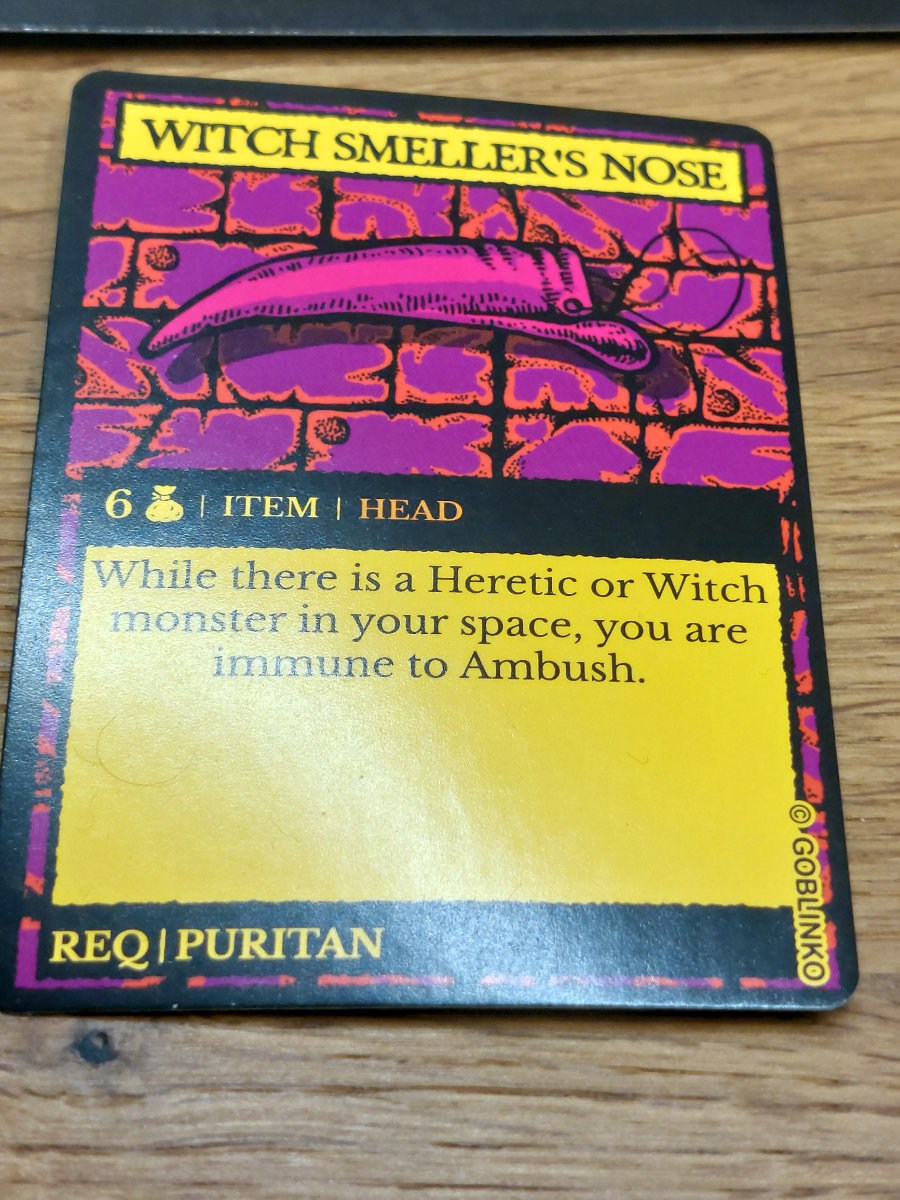 WITCH SMELLER'S NOSE
6 | ITEM | HEAD
While there is a Heretic or Witch
monster in your space, you are
immune to Ambush.
© GOBLINKO
REQ | PURITAN